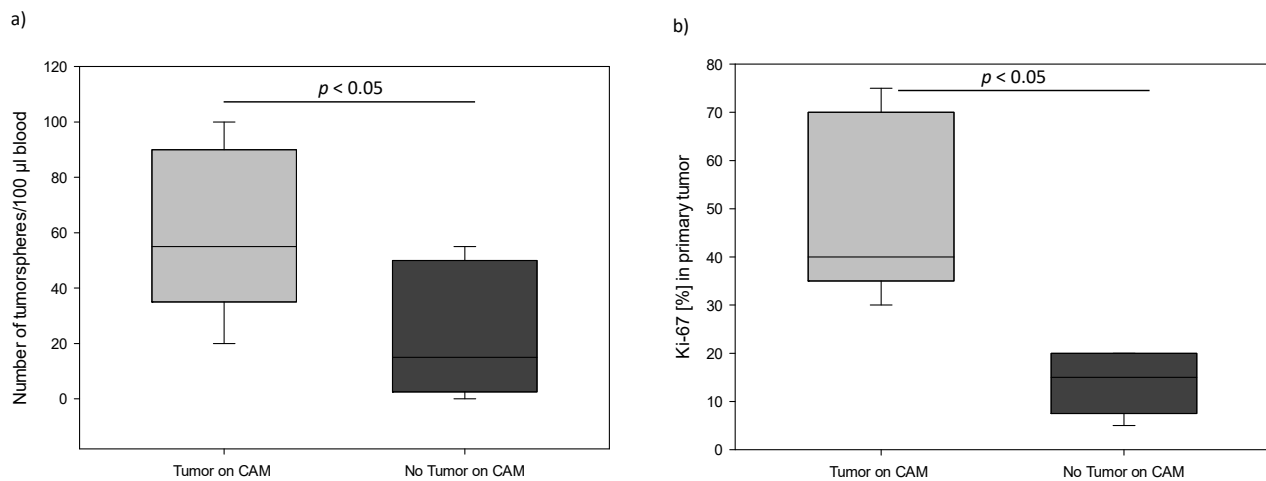 a)
Number of tumorspheres/100 µl blood
120
100
80
60
40
20
0
p < 0.05
Tumor on CAM
No Tumor on CAM
b)
Ki-67 [%] in primary tumor
80
70
60
50
40
30
20
10
0
p < 0.05
Tumor on CAM
No Tumor on CAM